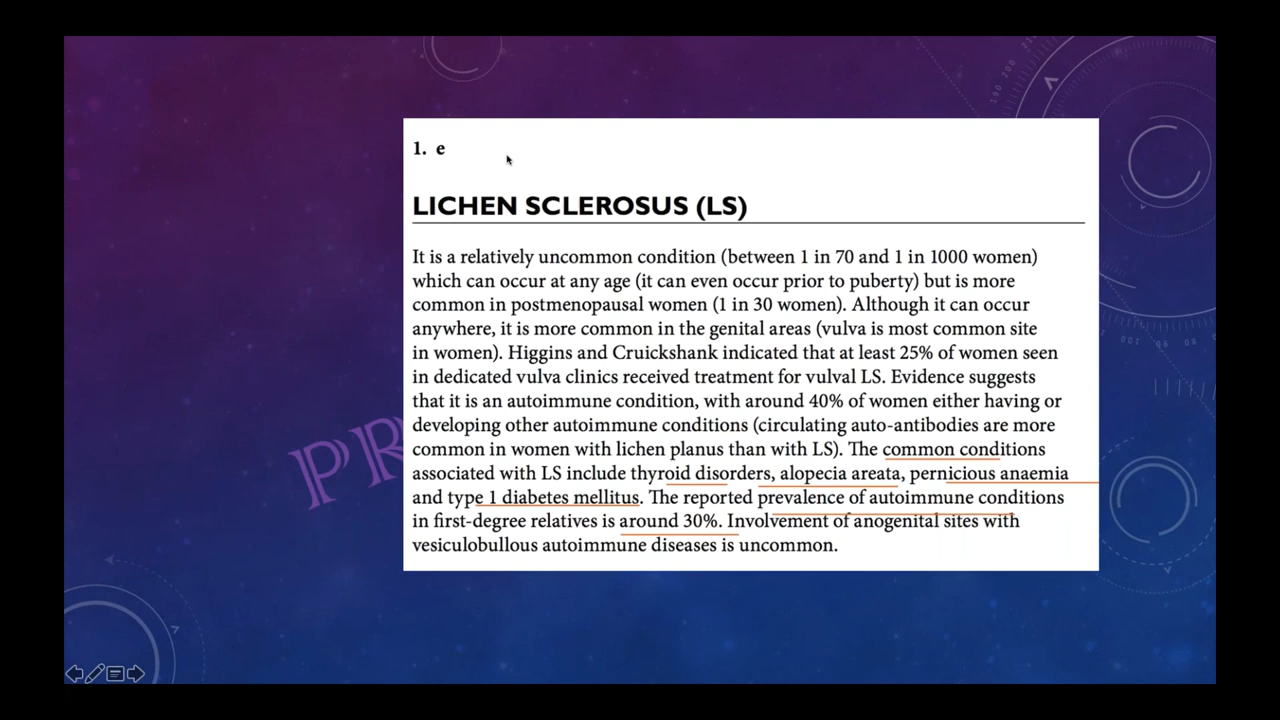 1. e
LICHEN SCLEROSUS (LS)
It is a relatively uncommon condition (between 1 in 70 and 1 in 1000 women)
which can occur at any age (it can even occur prior to puberty) but is more
common in postmenopausal women (1 in 30 women). Although it can occur
anywhere, it is more common in the genital areas (vulva is most common site
in women). Higgins and Cruickshank indicated that at least 25% of women seen
in dedicated vulva clinics received treatment for vulval LS. Evidence suggests
that it is an autoimmune condition, with around 40% of women either having or
developing other autoimmune conditions (circulating auto-antibodies are more
common in women with lichen planus than with LS). The common conditions
associated with LS include thyroid disorders, alopecia areata, pernicious anaemia
and type 1 diabetes mellitus. The reported prevalence of autoimmune conditions
in first-degree relatives is around 30%. Involvement of anogenital sites with
vesiculobullous autoimmune diseases is uncommon.
PR